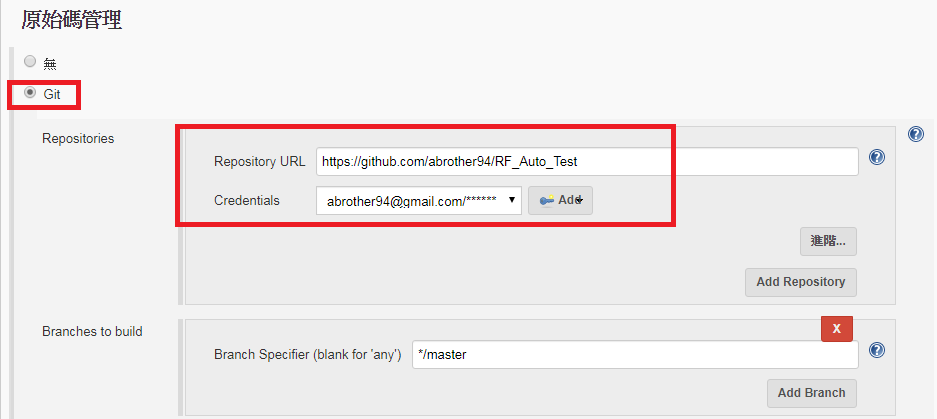 原始碼管理
無
Git
Repositories
Repository URL https://github.com/abrother94/RF_Auto_Test
Credentials abrother94@gmail.com/****** Add
進階...
Add Repository
Branches to build
X
Branch Specifier (blank for 'any') */master
Add Branch